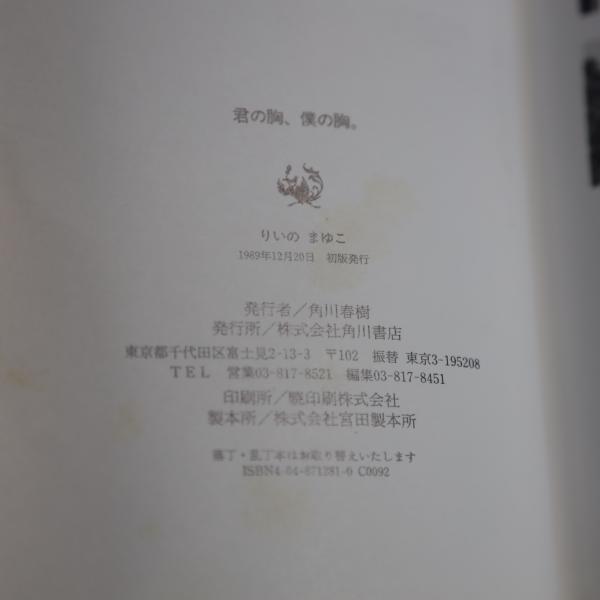 君の胸、僕の胸。
りいの まゆこ
1989年12月20日 初版発行
発行者／角川春樹
発行所／株式会社角川書店
東京都千代田区富士見2-13-3 〒102 振替 東京3-195208
TEL 営業03-817-8521 編集03-817-8451
印刷所／暁印刷株式会社
製本所／株式会社宮田製本所
落丁・乱丁本はお取り替えいたします
ISBN4-04-871281-0 C0092